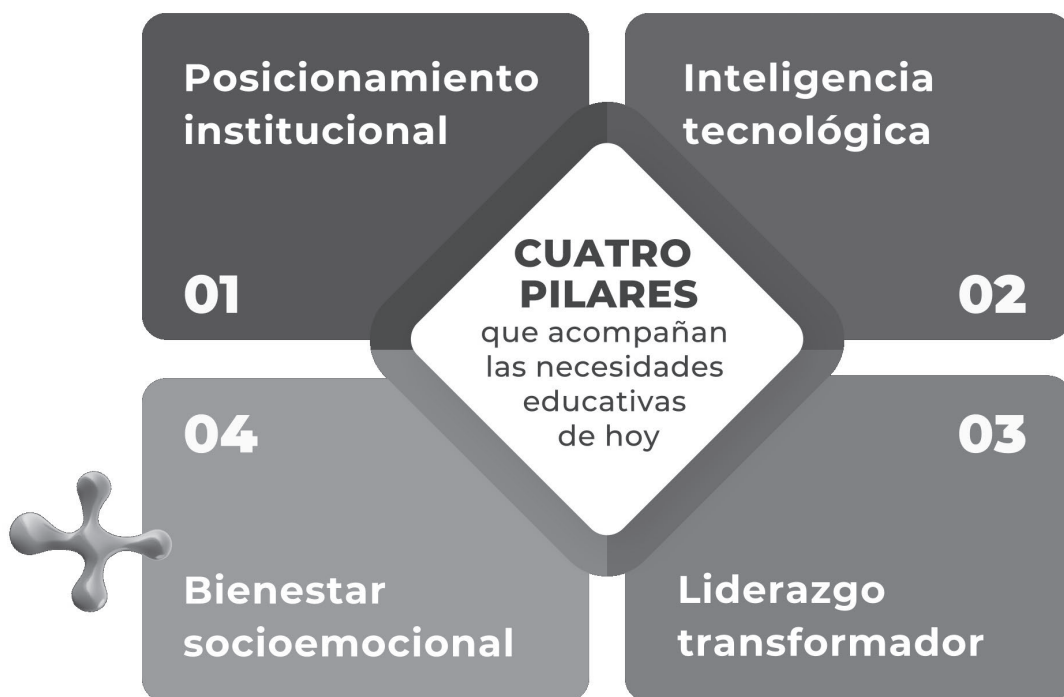 Posicionamiento
institucional
01
Inteligencia
tecnológica
02
CUATRO
PILARES
que acompañan
las necesidades
educativas
de hoy
03
Liderazgo
transformador
04
Bienestar
socioemocional